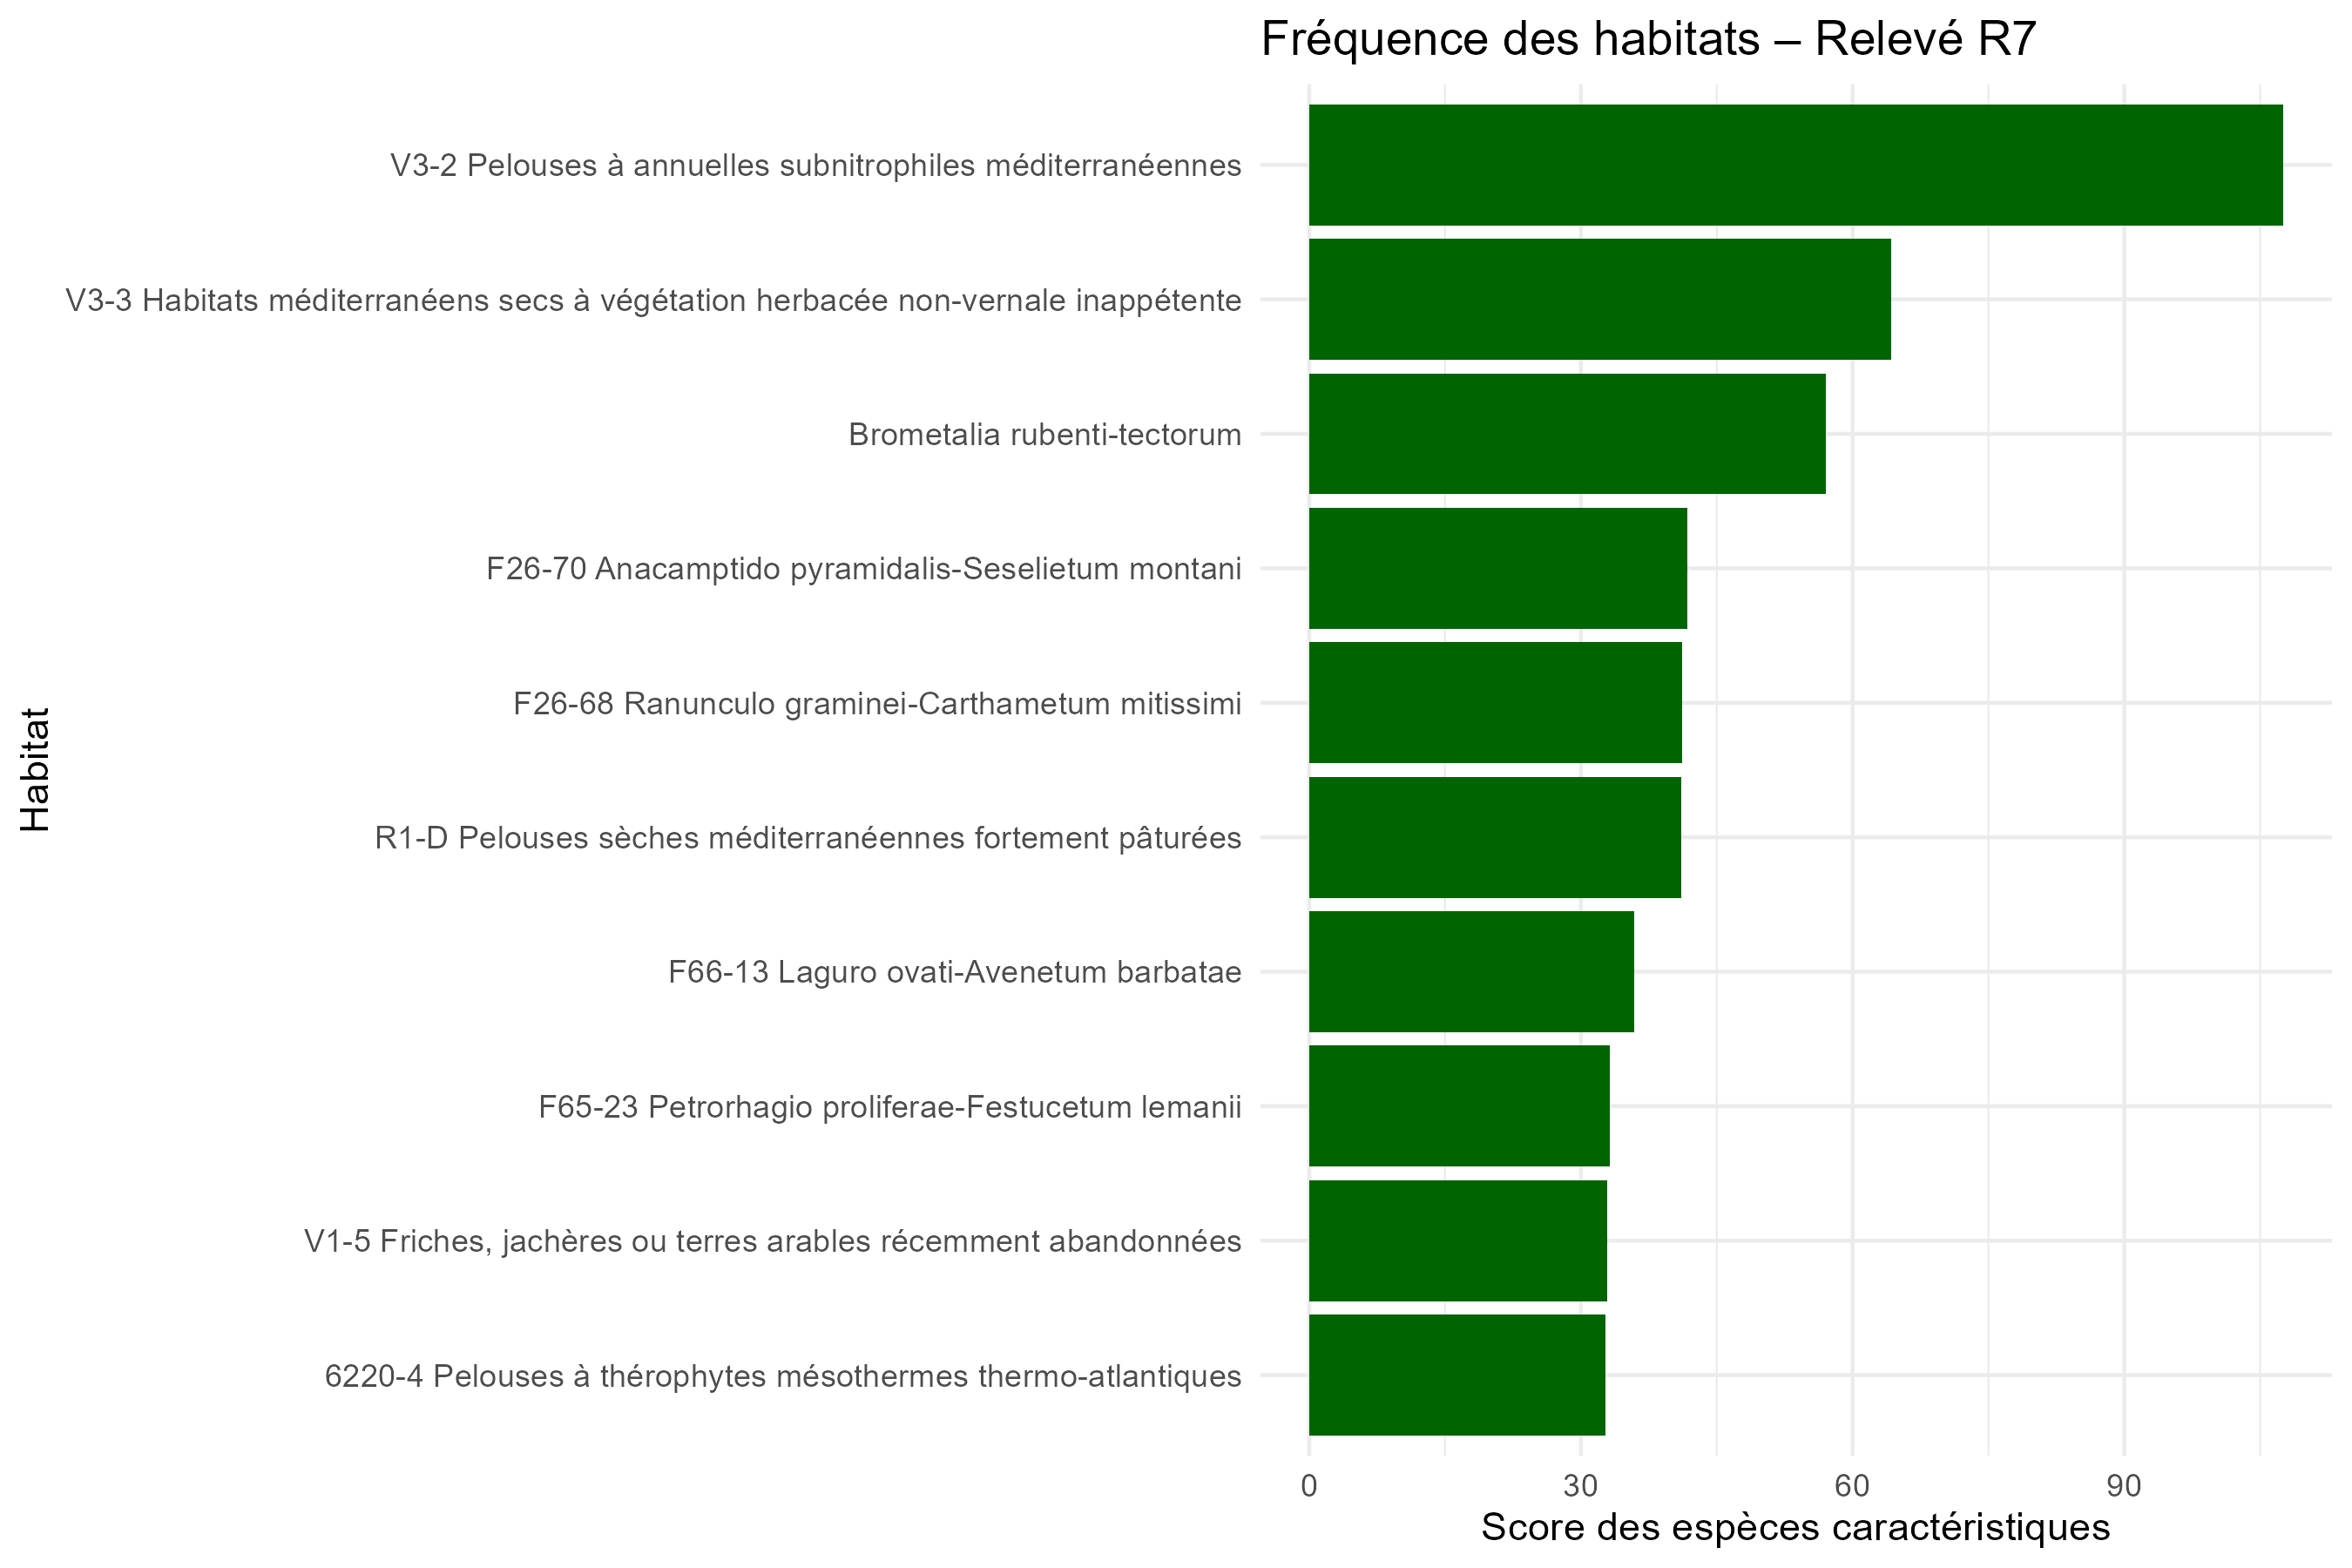 Fréquence des habitats – Relevé R7
V3-2 Pelouses à annuelles subnitrophiles méditerranéennes
V3-3 Habitats méditerranéens secs à végétation herbacée non-vernale inappétente
Brometalia rubenti-tectorum
F26-70 Anacamptido pyramidalis-Seselietum montani
F26-68 Ranunculo graminei-Carthametum mitissimi
R1-D Pelouses sèches méditerranéennes fortement pâturées
F66-13 Laguro ovati-Avenetum barbatae
F65-23 Petrorhagio proliferae-Festucetum lemanii
V1-5 Friches, jachères ou terres arables récemment abandonnées
6220-4 Pelouses à thérophytes mésothermes thermo-atlantiques
Habitat
0 30 60 90
Score des espèces caractéristiques